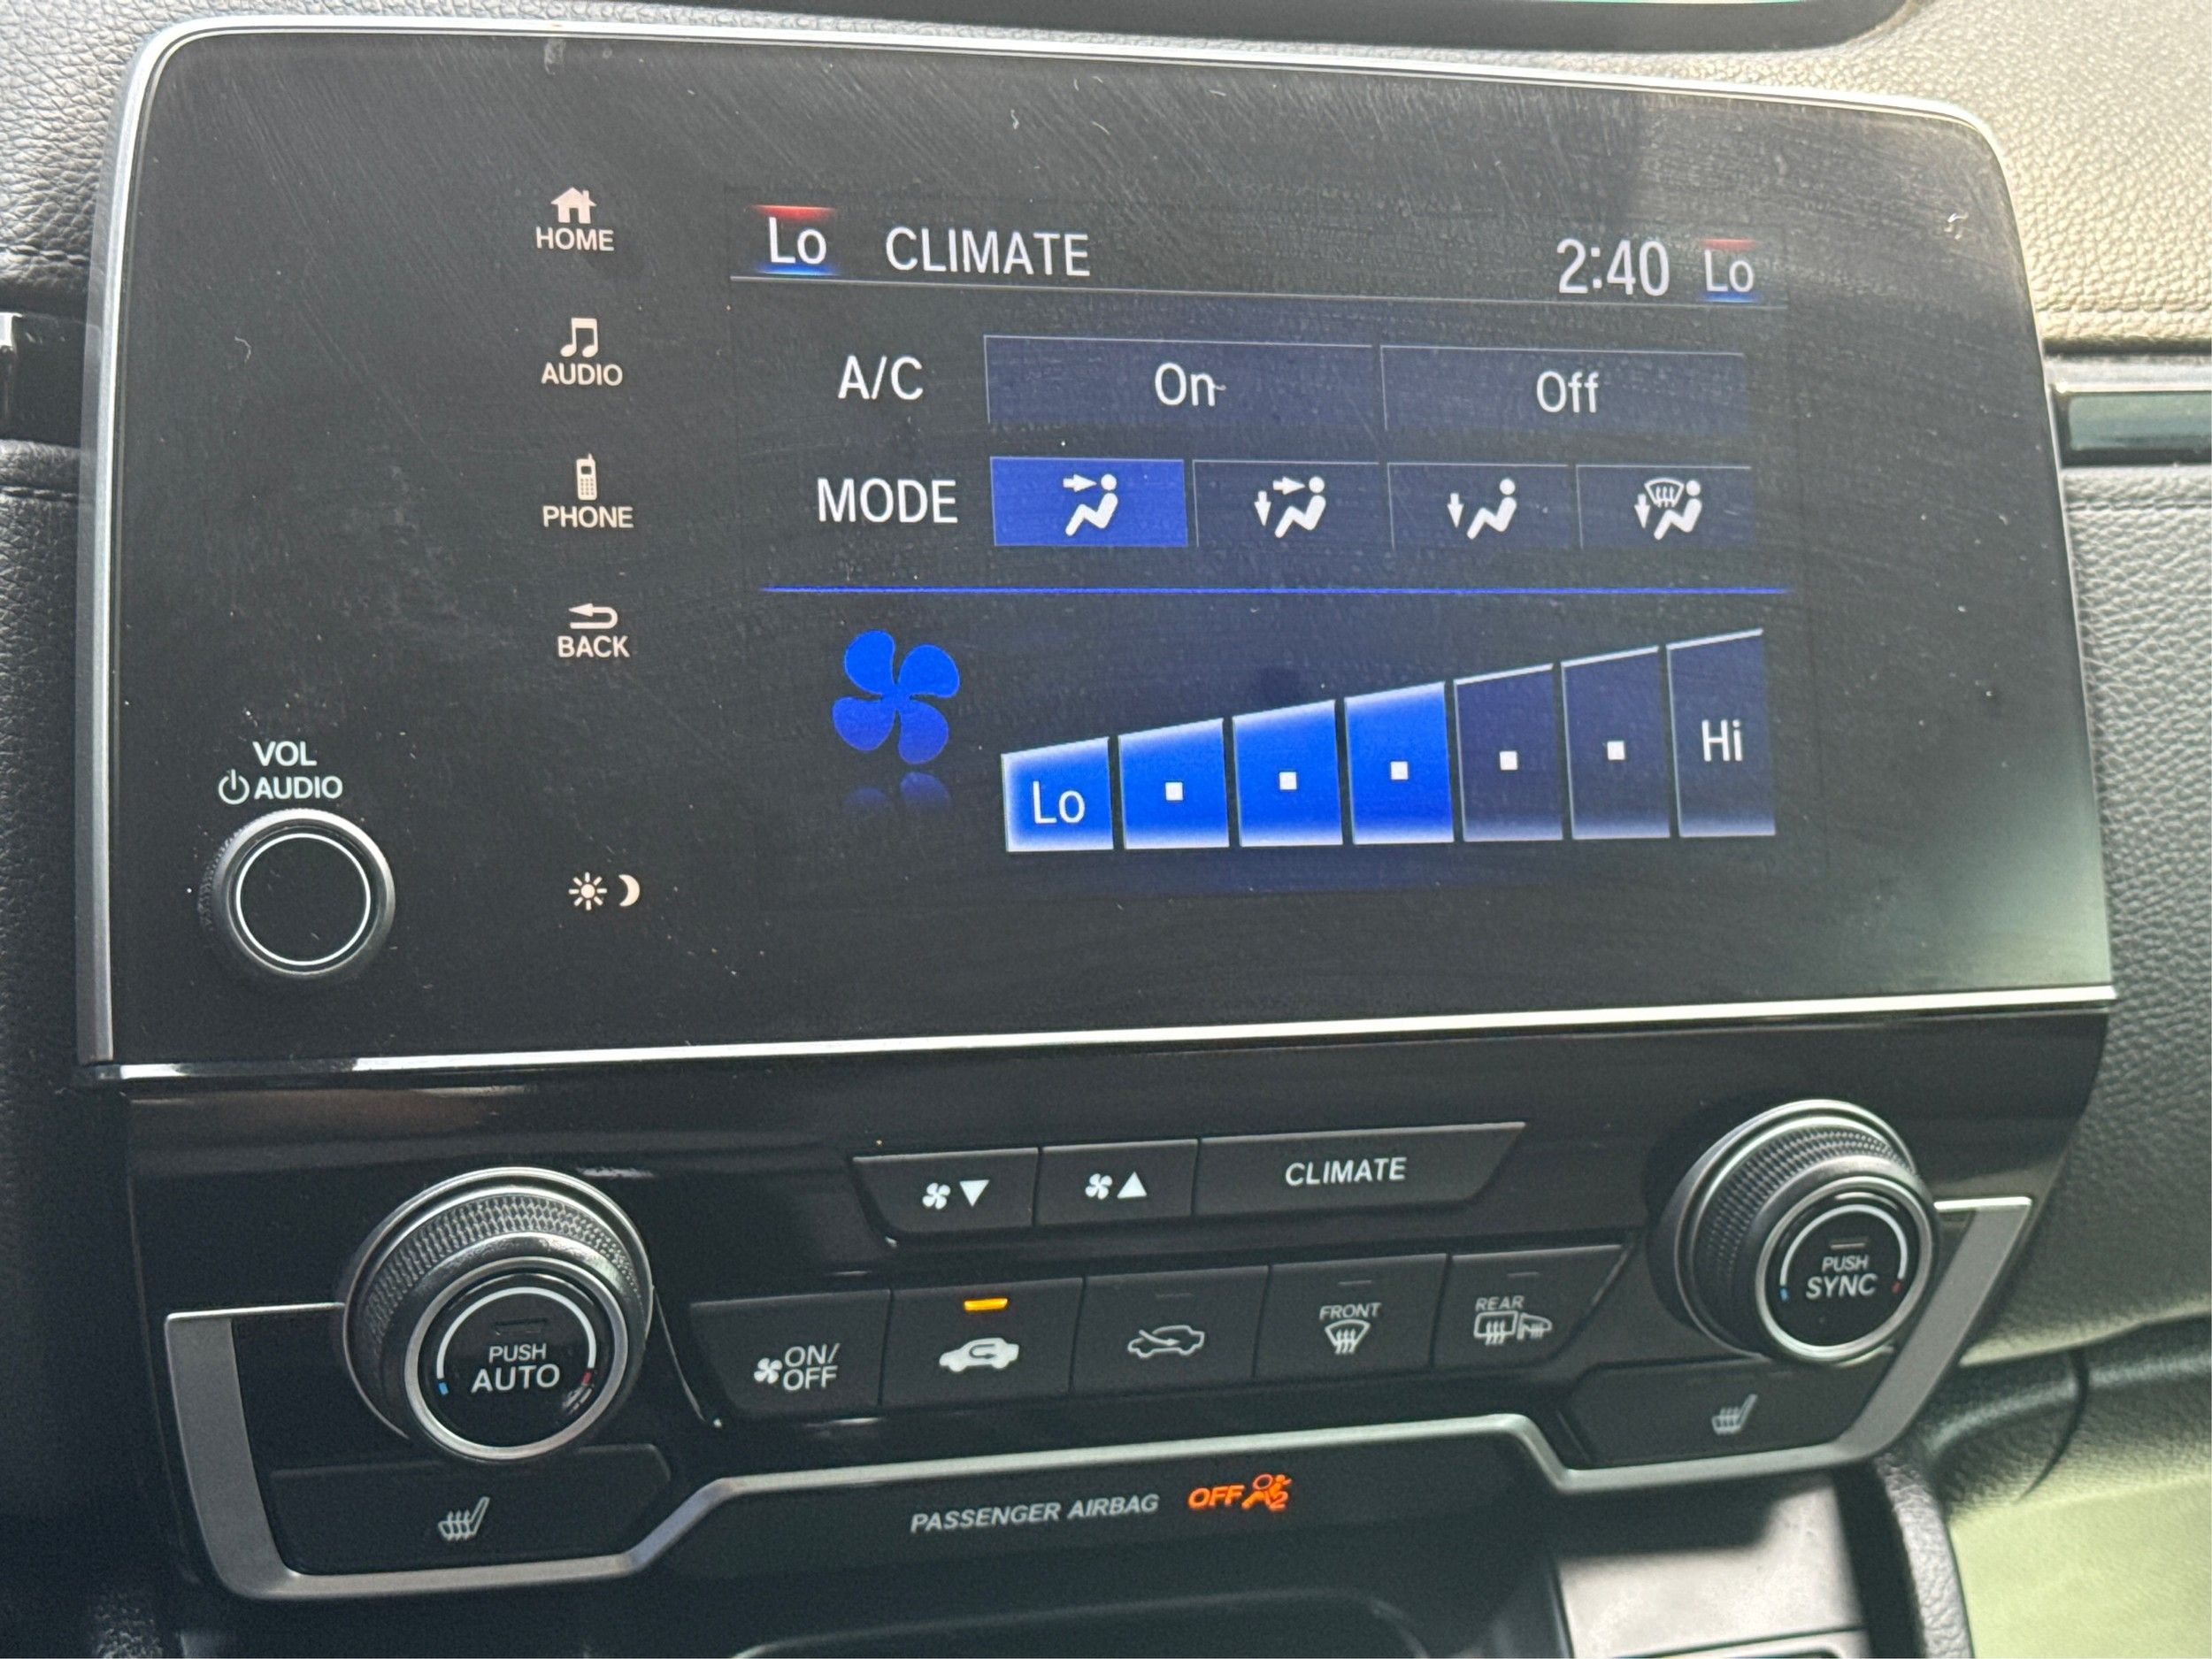 HOME
AUDIO
PHONE
BACK
VOL
AUDIO
Lo CLIMATE 2:40 Lo
A/C On Off
MODE
Lo Hi
CLIMATE
PUSH
AUTO
ON/
OFF
FRONT
REAR
PUSH
SYNC
PASSENGER AIRBAG OFF 2